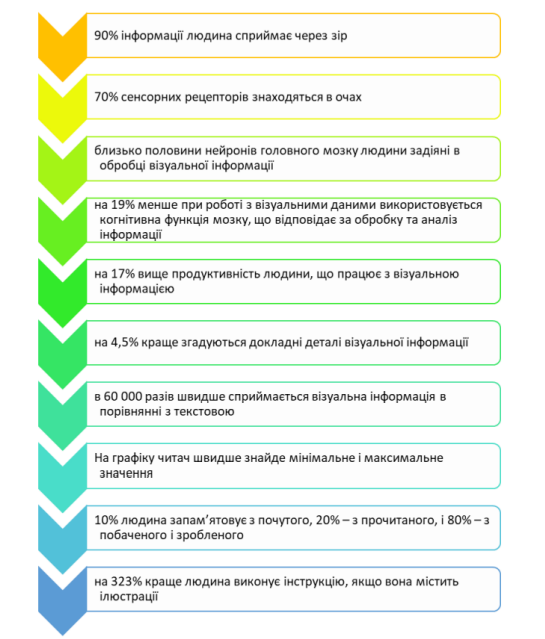 90% інформації людина сприймає через зір
70% сенсорних рецепторів знаходяться в очах
близько половини нейронів головного мозку людини задіяні в
обробці візуальної інформації
на 19% менше при роботі з візуальними даними використовується
когнітивна функція мозку, що відповідає за обробку та аналіз
інформації
на 17% вище продуктивність людини, що працює з візуальною
інформацією
на 4,5% краще згадуються докладні деталі візуальної інформації
в 60 000 разів швидше сприймається візуальна інформація в
порівнянні з текстовою
На графіку читач швидше знайде мінімальне і максимальне
значення
10% людина запам’ятовує з почутого, 20% – з прочитаного, і 80% – з
побаченого і зробленого
на 323% краще людина виконує інструкцію, якщо вона містить
ілюстрації